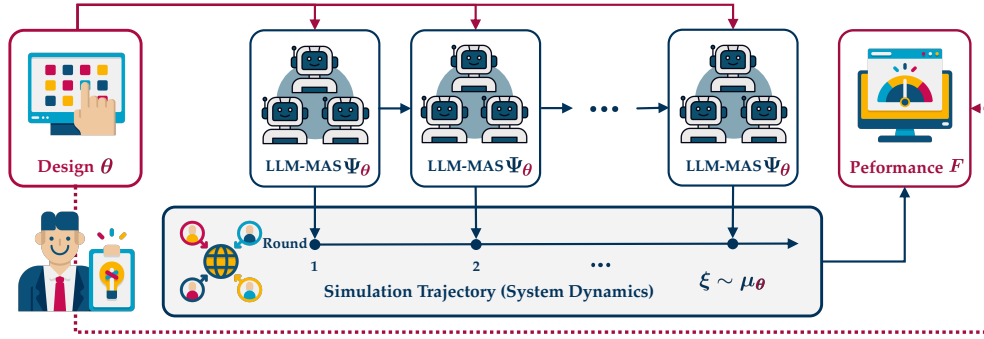 Design θ
LLM-MAS Ψθ
LLM-MAS Ψθ
...
LLM-MAS Ψθ
Peformance F
Round
1
2
...
ξ ~ μθ
Simulation Trajectory (System Dynamics)